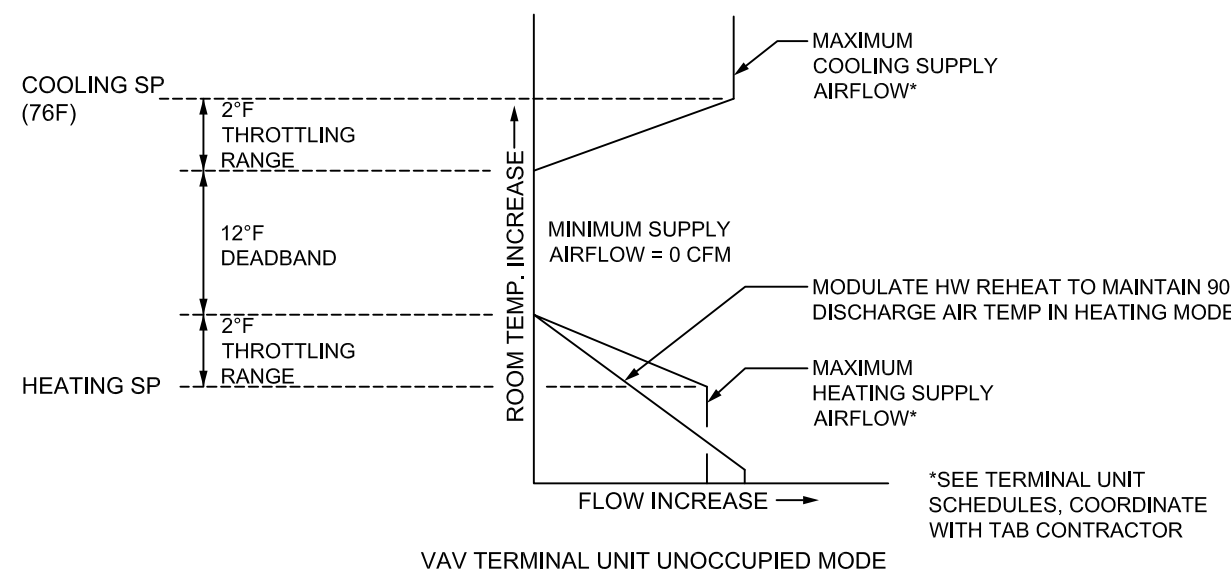 MAXIMUM
COOLING SUPPLY
AIRFLOW*
COOLING SP
(76F)
2°F
THROTTLING
RANGE
ROOM TEMP. INCREASE
12°F
DEADBAND
MINIMUM SUPPLY
AIRFLOW = 0 CFM
MODULATE HW REHEAT TO MAINTAIN 90
DISCHARGE AIR TEMP IN HEATING MODE
2°F
THROTTLING
RANGE
HEATING SP
MAXIMUM
HEATING SUPPLY
AIRFLOW*
FLOW INCREASE
*SEE TERMINAL UNIT
SCHEDULES, COORDINATE
WITH TAB CONTRACTOR
VAV TERMINAL UNIT UNOCCUPIED MODE